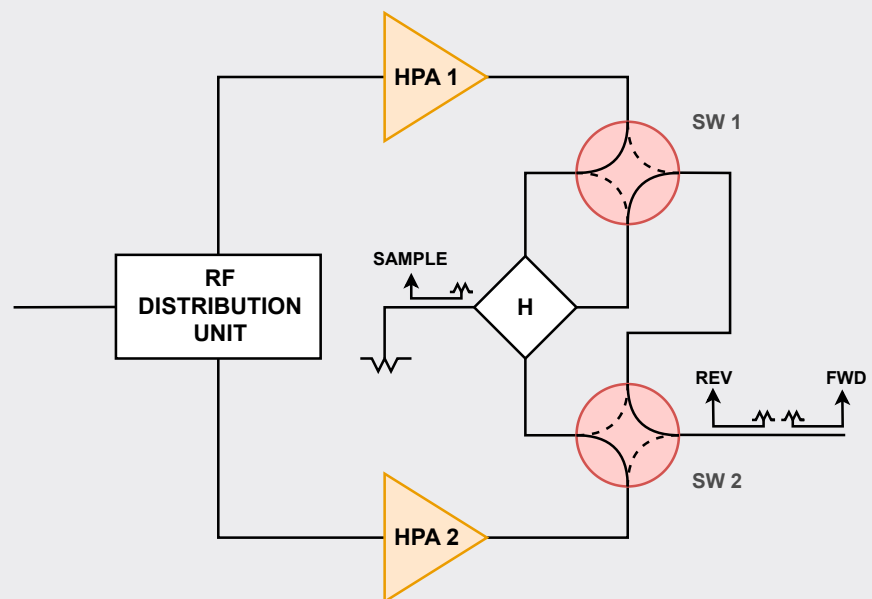 HPA 1
SW 1
SAMPLE
RF
DISTRIBUTION
UNIT
H
REV
FWD
SW 2
HPA 2